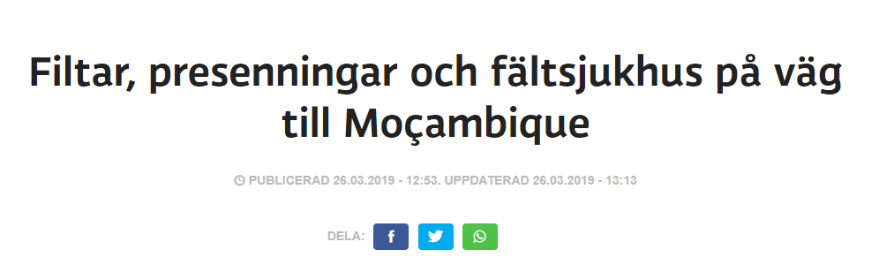 Filtar, presenningar och fältsjukhus på väg
till Moçambique
PUBLICERAD 26.03.2019 - 12:53. UPPDATERAD 26.03.2019 - 13:13
DELA: